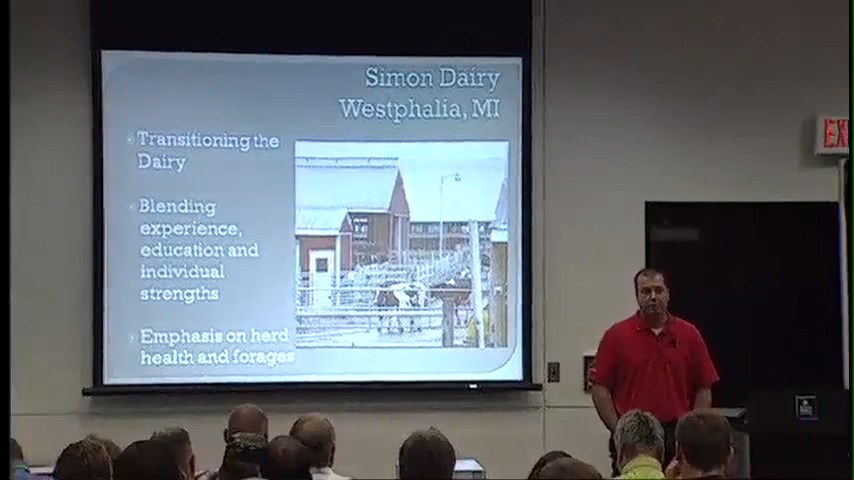 Simon Dairy
Westphalia, MI
Transitioning the
Dairy
Blending
experience,
education and
individual
strengths
Emphasis on herd
health and forages
EX